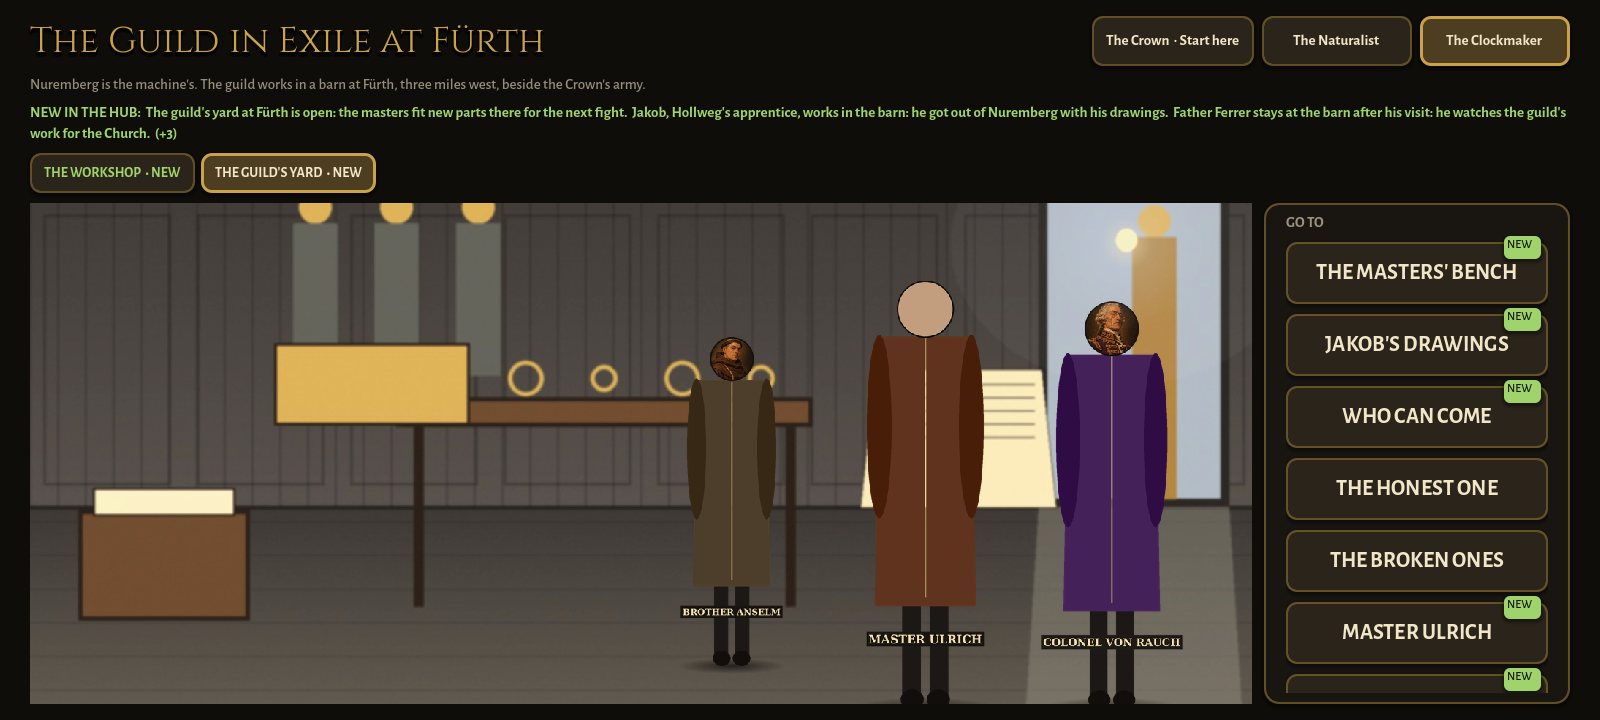 The Guild in Exile at Fürth
The Crown · Start here
The Naturalist
The Clockmaker
Nuremberg is the machine's. The guild works in a barn at Fürth, three miles west, beside the Crown's army.
NEW IN THE HUB: The guild's yard at Fürth is open: the masters fit new parts there for the next fight. Jakob, Hollweg's apprentice, works in the barn: he got out of Nuremberg with his drawings. Father Ferrer stays at the barn after his visit: he watches the guild's
work for the Church. (+3)
THE WORKSHOP · NEW
THE GUILD'S YARD · NEW
GO TO
NEW
THE MASTERS' BENCH
NEW
JAKOB'S DRAWINGS
NEW
WHO CAN COME
THE HONEST ONE
THE BROKEN ONES
NEW
MASTER ULRICH
NEW
BROTHER ANSELM
MASTER ULRICH
COLONEL VON RAUCH